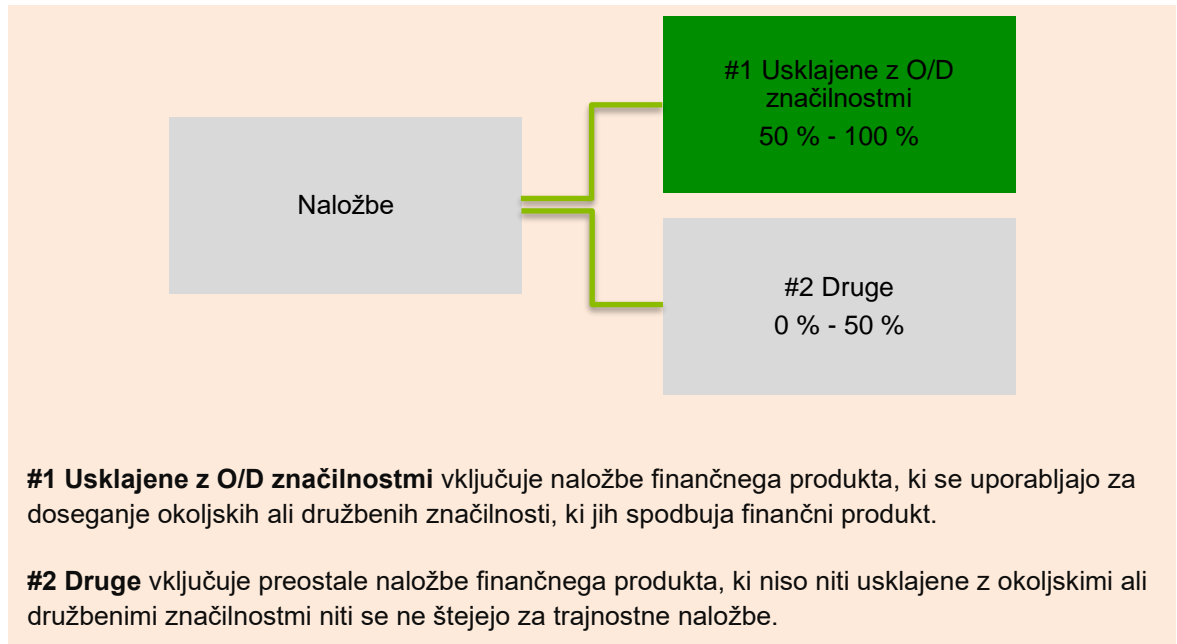 #1 Usklajene z O/D
značilnostmi
50 % - 100 %
Naložbe
#2 Druge
0 % - 50 %
#1 Usklajene z O/D značilnostmi vključuje naložbe finančnega produkta, ki se uporabljajo za
doseganje okoljskih ali družbenih značilnosti, ki jih spodbuja finančni produkt.
#2 Druge vključuje preostale naložbe finančnega produkta, ki niso niti usklajene z okoljskimi ali
družbenimi značilnostmi niti se ne štejejo za trajnostne naložbe.